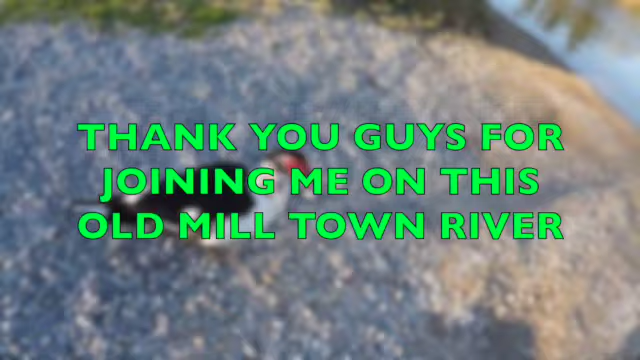 THANK YOU GUYS FOR
JOINING ME ON THIS
OLD MILL TOWN RIVER